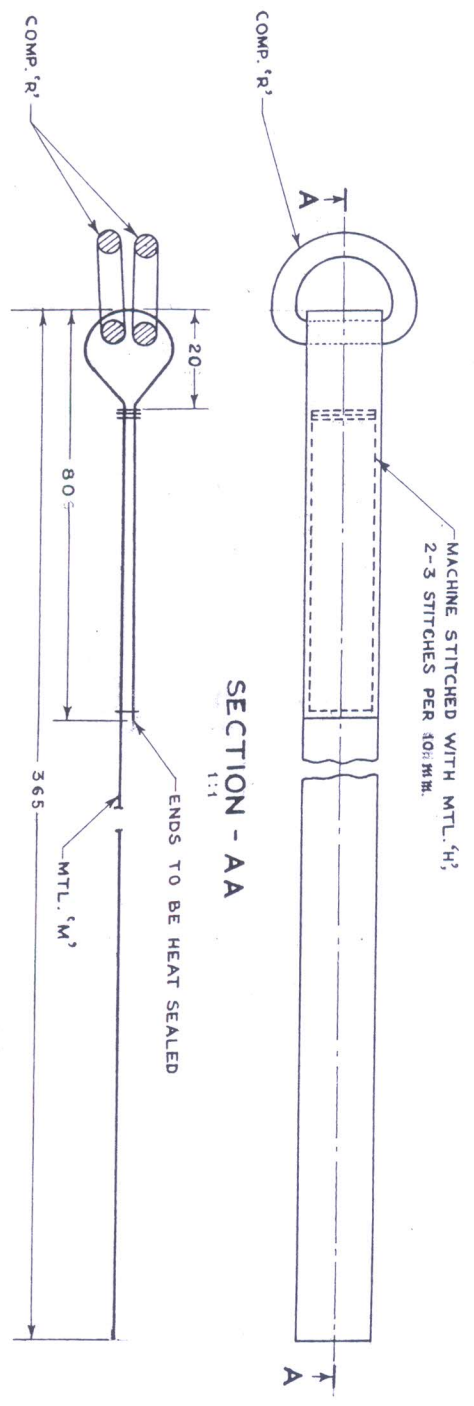 COMP. 'R'
A
MACHINE STITCHED WITH MTL. 'H',
2-3 STITCHES PER 10 mm.
A
SECTION - AA
1:1
COMP. 'R'
20
80
ENDS TO BE HEAT SEALED
MTL. 'M'
365